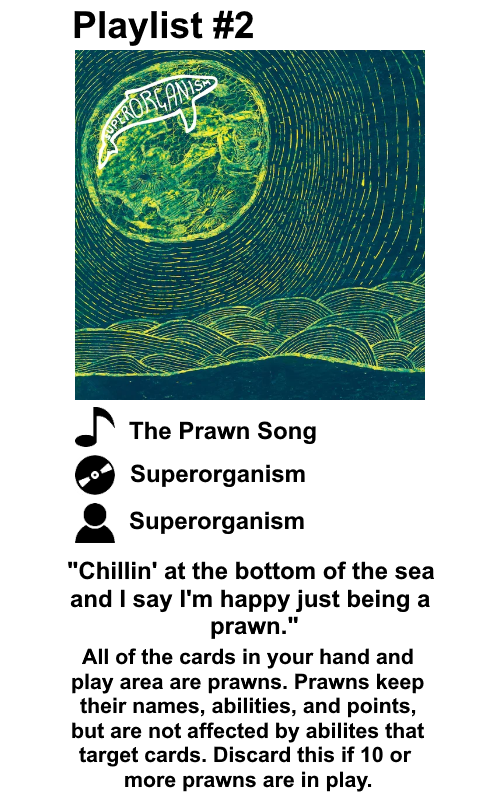 Playlist #2
SUPERORGANISM
The Prawn Song
Superorganism
Superorganism
"Chillin' at the bottom of the sea
and I say I'm happy just being a
prawn."
All of the cards in your hand and
play area are prawns. Prawns keep
their names, abilities, and points,
but are not affected by abilites that
target cards. Discard this if 10 or
more prawns are in play.